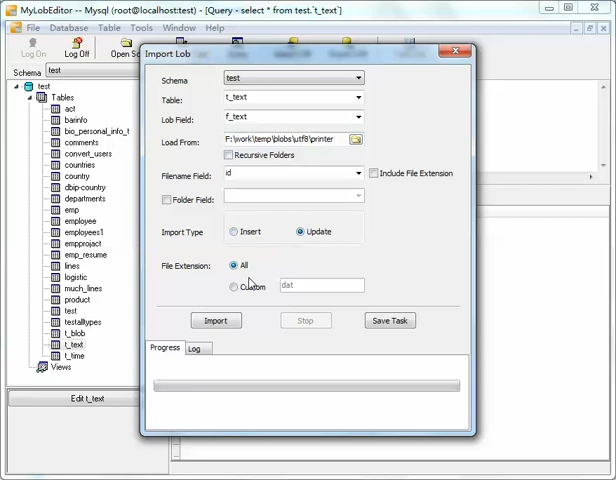 MyLobEditor -- Mysql (root@localhost:test) - [Query - select * from test.`t_text`]
File Database Table Window Help
Log On Log Off Open
Import Lob
Schema test
test
Tables
act
barinfo
bio_personal_info_t
comments
convert_users
countries
country
dbip-country
departments
emp
employee
employees1
empproject
emp_resume
lines
logistic
much_lines
product
test
testalltypes
t_blob
t_text
t_time
Views
Edit t_text
Schema test
Table: t_text
Lob Field: f_text
Load From: F:\work\temp\blobs\utf8\printer
Recursive Folders
Filename Field: id Include File Extension
Folder Field:
Import Type Insert Update
File Extension: All
Custom dat
Import Stop Save Task
Progress Log